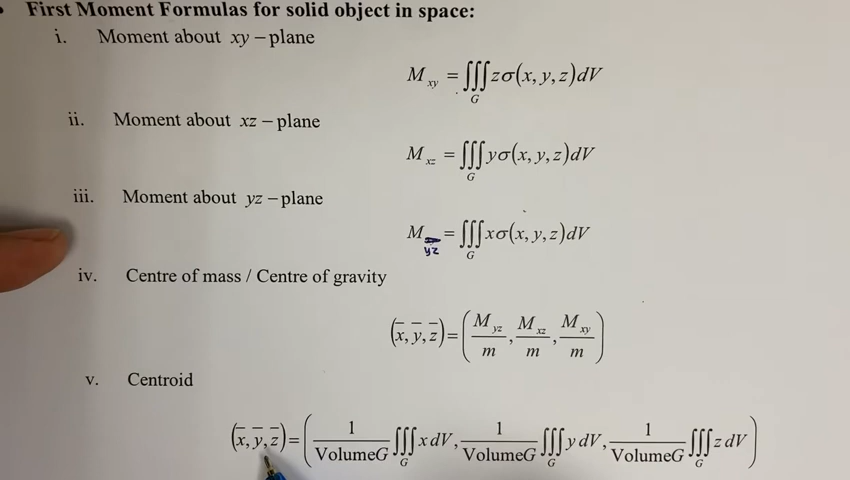 First Moment Formulas for solid object in space:
i. Moment about xy – plane
M_xy = ∭_G zσ(x, y, z)dV
ii. Moment about xz – plane
M_xz = ∭_G yσ(x, y, z)dV
iii. Moment about yz – plane
M_yz = ∭_G xσ(x, y, z)dV
iv. Centre of mass / Centre of gravity
(x̄, ȳ, z̄) = (M_yz/m, M_xz/m, M_xy/m)
v. Centroid
(x̄, ȳ, z̄) = (1/VolumeG ∭_G x dV, 1/VolumeG ∭_G y dV, 1/VolumeG ∭_G z dV)